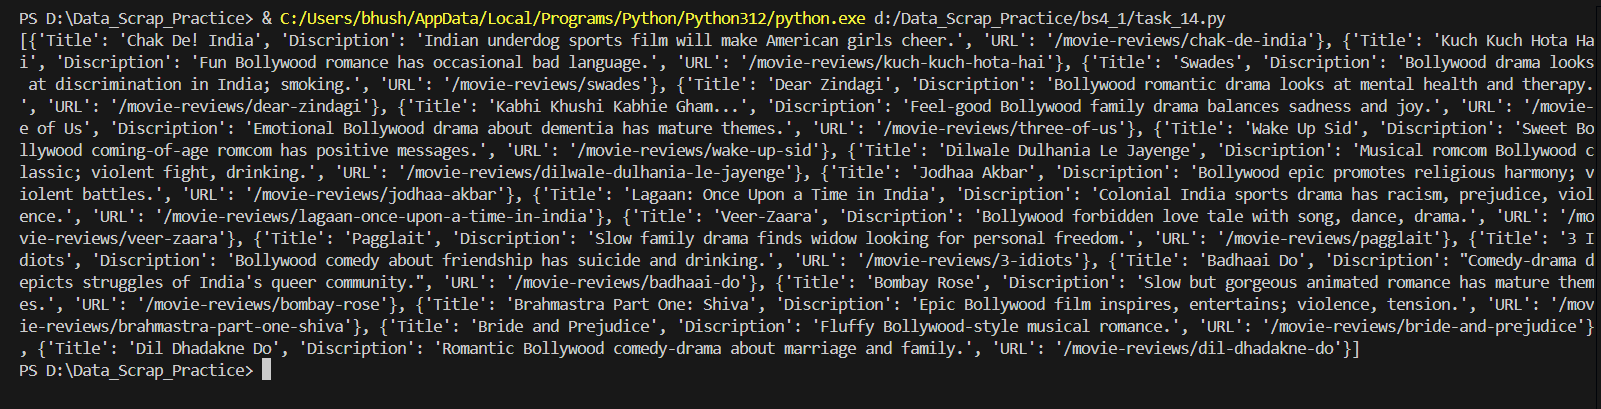 PS D:\Data_Scrap_Practice> & C:/Users/bhush/AppData/Local/Programs/Python/Python312/python.exe d:/Data_Scrap_Practice/bs4_1/task_14.py
[{'Title': 'Chak De! India', 'Discription': 'Indian underdog sports film will make American girls cheer.', 'URL': '/movie-reviews/chak-de-india'}, {'Title': 'Kuch Kuch Hota Ha
i', 'Discription': 'Fun Bollywood romance has occasional bad language.', 'URL': '/movie-reviews/kuch-kuch-hota-hai'}, {'Title': 'Swades', 'Discription': 'Bollywood drama looks
 at discrimination in India; smoking.', 'URL': '/movie-reviews/swades'}, {'Title': 'Dear Zindagi', 'Discription': 'Bollywood romantic drama looks at mental health and therapy.
', 'URL': '/movie-reviews/dear-zindagi'}, {'Title': 'Kabhi Khushi Kabhie Gham...', 'Discription': 'Feel-good Bollywood family drama balances sadness and joy.', 'URL': '/movie-
e of Us', 'Discription': 'Emotional Bollywood drama about dementia has mature themes.', 'URL': '/movie-reviews/three-of-us'}, {'Title': 'Wake Up Sid', 'Discription': 'Sweet Bo
llywood coming-of-age romcom has positive messages.', 'URL': '/movie-reviews/wake-up-sid'}, {'Title': 'Dilwale Dulhania Le Jayenge', 'Discription': 'Musical romcom Bollywood c
lassic; violent fight, drinking.', 'URL': '/movie-reviews/dilwale-dulhania-le-jayenge'}, {'Title': 'Jodhaa Akbar', 'Discription': 'Bollywood epic promotes religious harmony; v
iolent battles.', 'URL': '/movie-reviews/jodhaa-akbar'}, {'Title': 'Lagaan: Once Upon a Time in India', 'Discription': 'Colonial India sports drama has racism, prejudice, viol
ence.', 'URL': '/movie-reviews/lagaan-once-upon-a-time-in-india'}, {'Title': 'Veer-Zaara', 'Discription': 'Bollywood forbidden love tale with song, dance, drama.', 'URL': '/mo
vie-reviews/veer-zaara'}, {'Title': 'Pagglait', 'Discription': 'Slow family drama finds widow looking for personal freedom.', 'URL': '/movie-reviews/pagglait'}, {'Title': '3 I
diots', 'Discription': 'Bollywood comedy about friendship has suicide and drinking.', 'URL': '/movie-reviews/3-idiots'}, {'Title': 'Badhaai Do', 'Discription': "Comedy-drama d
epicts struggles of India's queer community.", 'URL': '/movie-reviews/badhaai-do'}, {'Title': 'Bombay Rose', 'Discription': 'Slow but gorgeous animated romance has mature them
es.', 'URL': '/movie-reviews/bombay-rose'}, {'Title': 'Brahmastra Part One: Shiva', 'Discription': 'Epic Bollywood film inspires, entertains; violence, tension.', 'URL': '/mov
ie-reviews/brahmastra-part-one-shiva'}, {'Title': 'Bride and Prejudice', 'Discription': 'Fluffy Bollywood-style musical romance.', 'URL': '/movie-reviews/bride-and-prejudice'}
, {'Title': 'Dil Dhadakne Do', 'Discription': 'Romantic Bollywood comedy-drama about marriage and family.', 'URL': '/movie-reviews/dil-dhadakne-do'}]
PS D:\Data_Scrap_Practice>